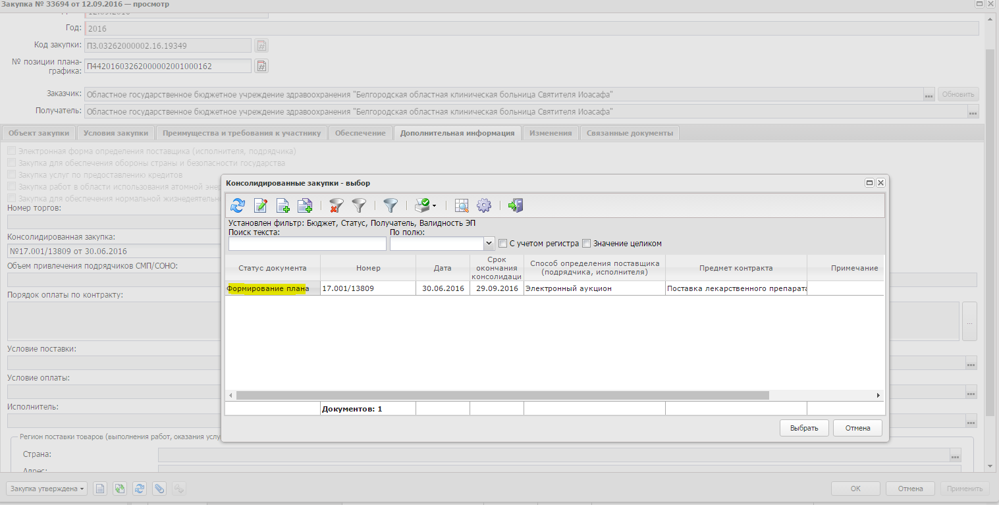 Закупка № 33694 от 12.09.2016 — просмотр
12.09.2016
Год: 2016
Код закупки: ПЗ.03262000002.16.19349
№ позиции плана-
графика: П44201603262000002001000162
Заказчик: Областное государственное бюджетное учреждение здравоохранения "Белгородская областная клиническая больница Святителя Иоасафа" ... Обновить
Получатель: Областное государственное бюджетное учреждение здравоохранения "Белгородская областная клиническая больница Святителя Иоасафа" ...
Объект закупки Условия закупки Преимущества и требования к участнику Обеспечение Дополнительная информация Изменения Связанные документы
Электронная форма определения поставщика (исполнителя, подрядчика)
Закупка для обеспечения обороны страны и безопасности государства
Закупка услуг по предоставлению кредитов
Закупка работ в области использования атомной энер
Закупка для обеспечения нормальной жизнедеятельн
Номер торгов:
Консолидированная закупка:
№17.001/13809 от 30.06.2016
Объем привлечения подрядчиков СМП/СОНО:
Порядок оплаты по контракту:
...
Условие поставки:
...
Условие оплаты:
...
Исполнитель:
...
Регион поставки товаров (выполнения работ, оказания услу
Страна: ...
Адрес:
Консолидированные закупки - выбор
Установлен фильтр: Бюджет, Статус, Получатель, Валидность ЭП
Поиск текста: По полю:
С учетом регистра Значение целиком
Статус документа Номер Дата Срок окончания консолидаци Способ определения поставщика (подрядчика, исполнителя) Предмет контракта Примечание
Формирование плана 17.001/13809 30.06.2016 29.09.2016 Электронный аукцион Поставка лекарственного препарата
Документов: 1
Выбрать Отмена
Закупка утверждена OK Отмена Применить